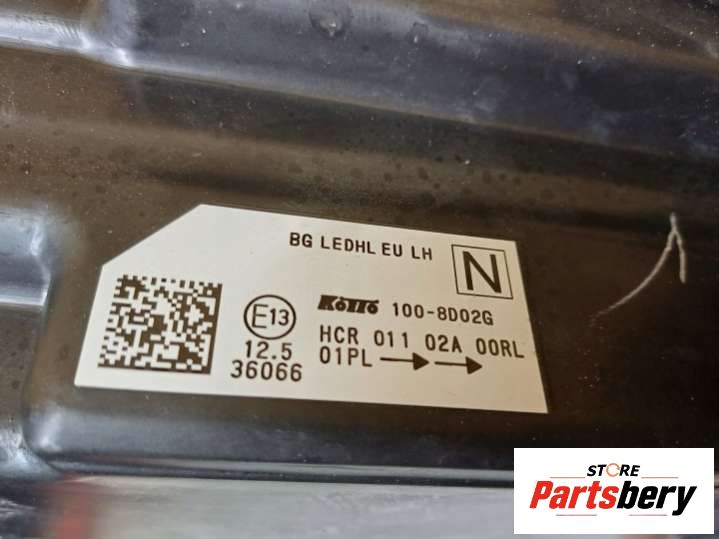 BG LEDHL EU LH
N
KOITO 100-8D02G
E13
HCR 011 02A 00RL
12.5
01PL
36066
STORE
Partsbery